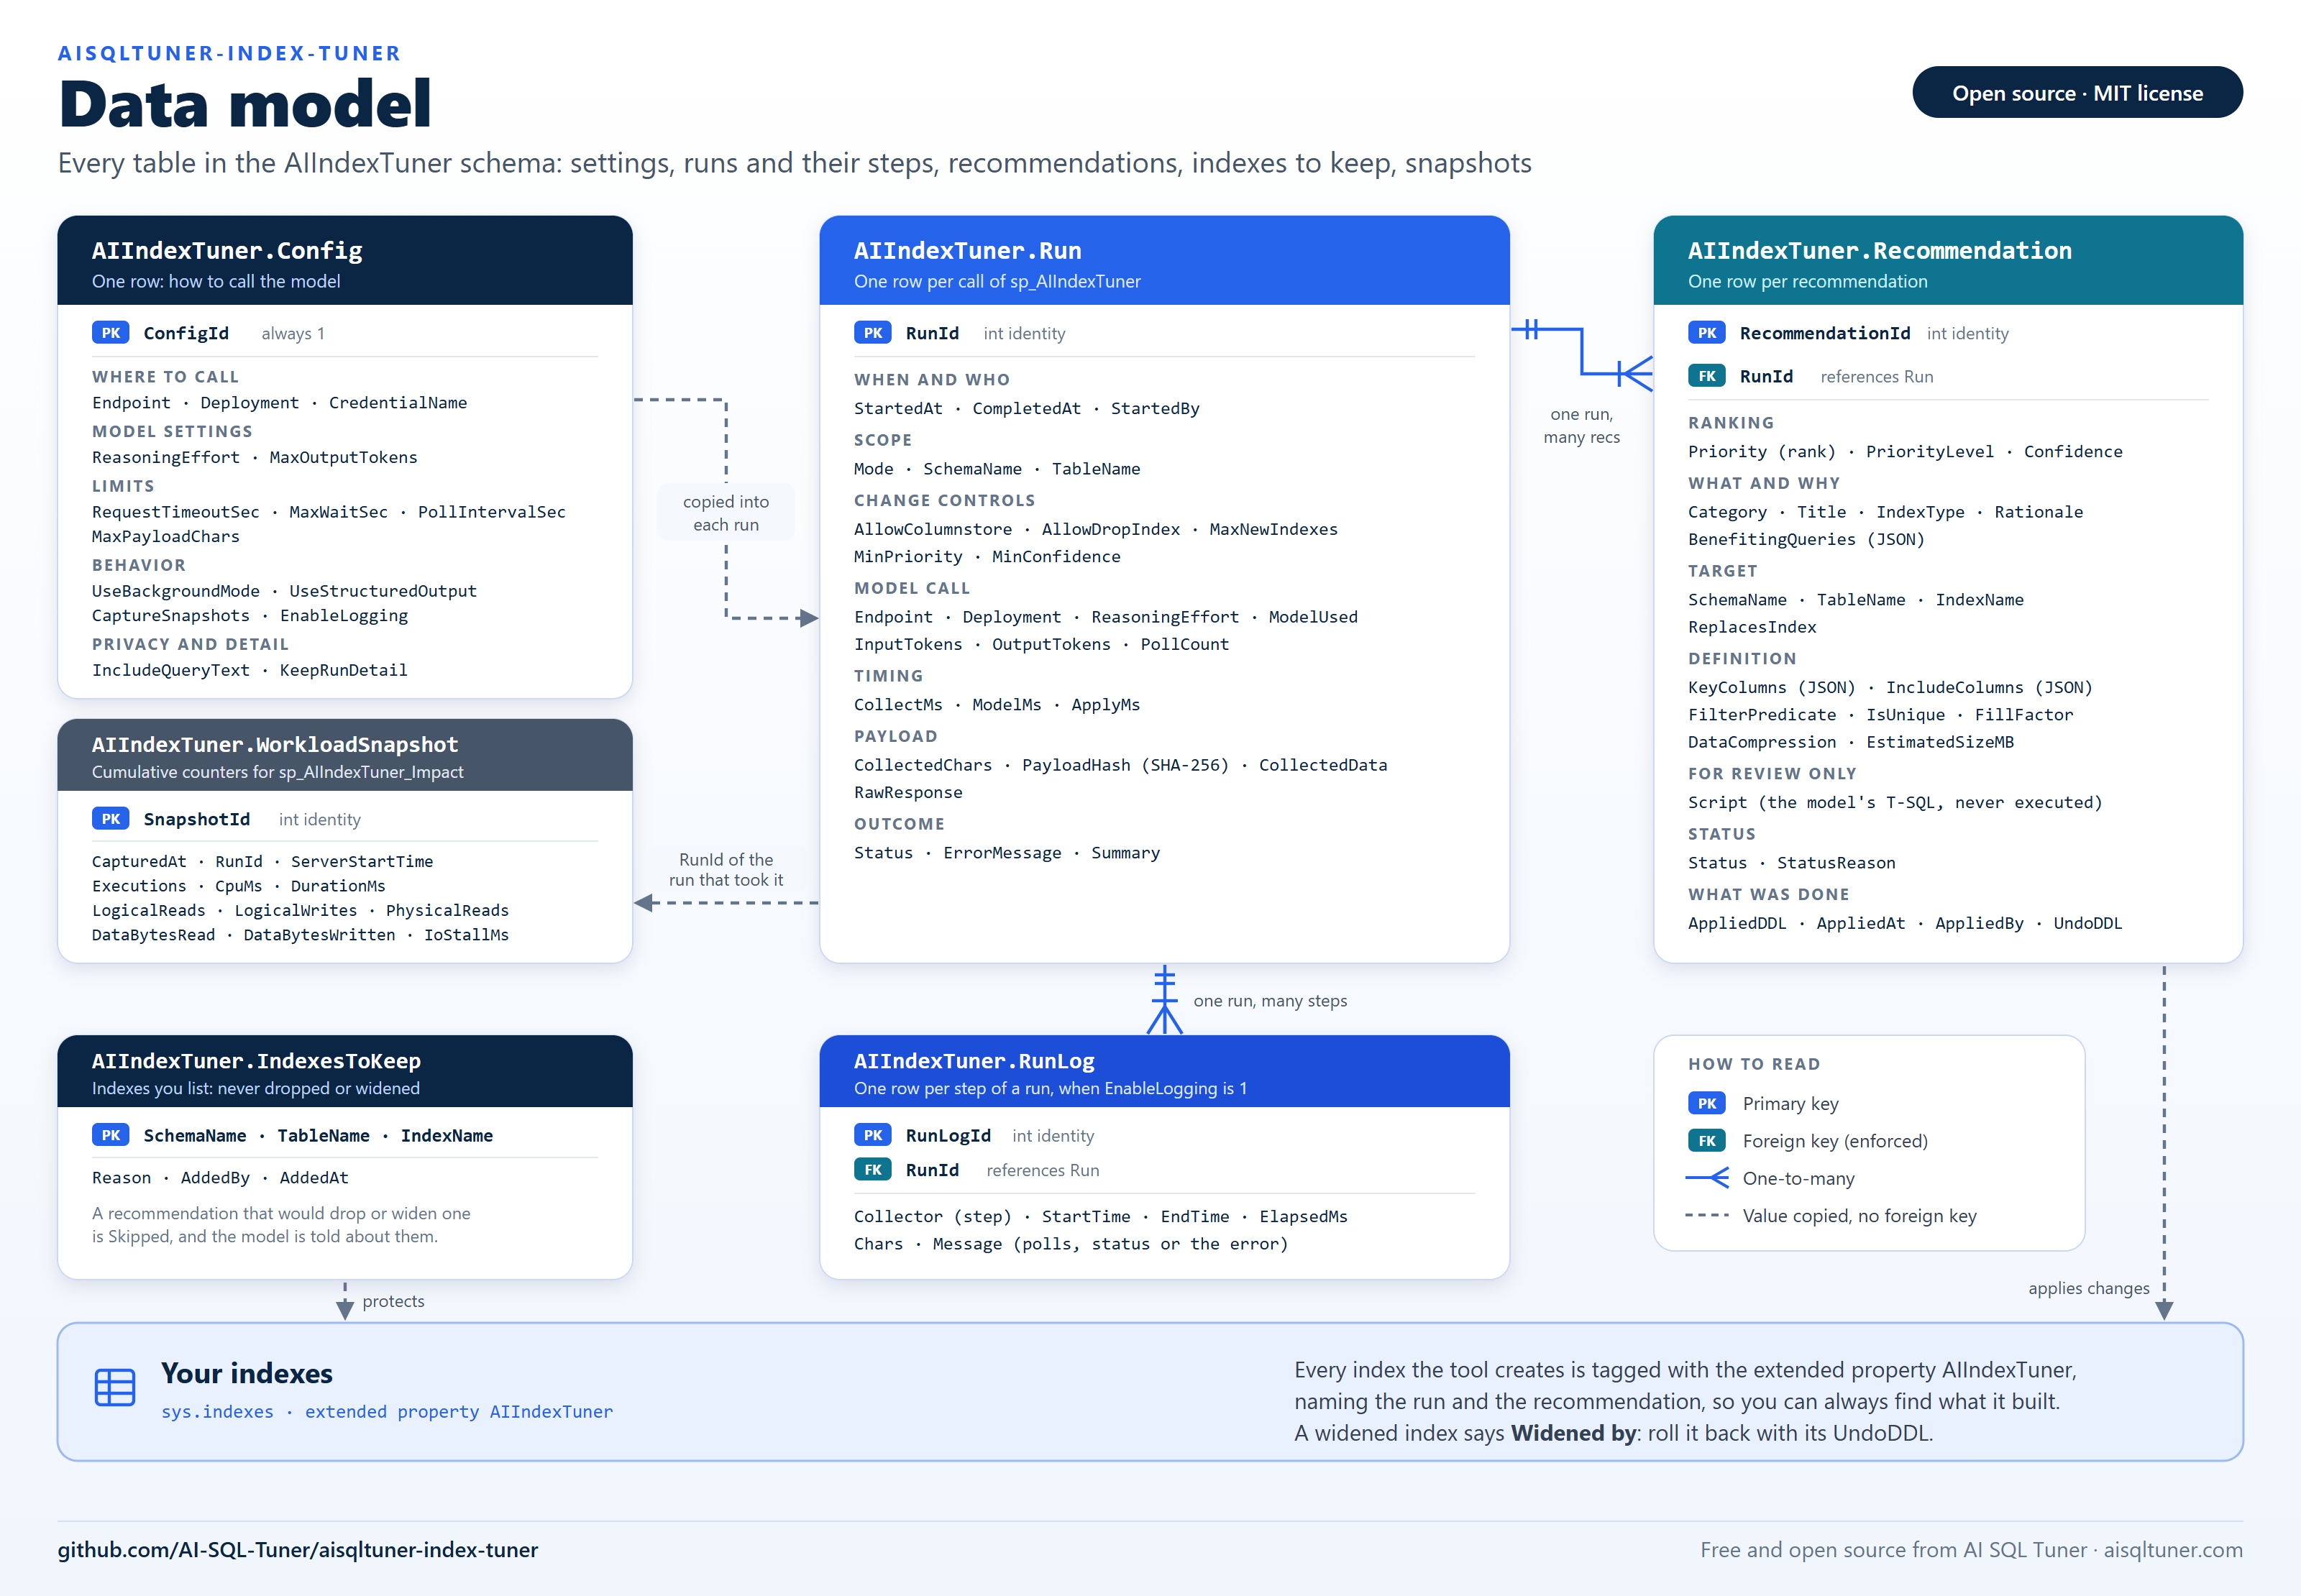 AISQLTUNER-INDEX-TUNER
Data model
Open source · MIT license
Every table in the AIIndexTuner schema: settings, runs and their steps, recommendations, indexes to keep, snapshots
AIIndexTuner.Config
One row: how to call the model
PK ConfigId always 1
WHERE TO CALL
Endpoint · Deployment · CredentialName
MODEL SETTINGS
ReasoningEffort · MaxOutputTokens
LIMITS
RequestTimeoutSec · MaxWaitSec · PollIntervalSec
MaxPayloadChars
BEHAVIOR
UseBackgroundMode · UseStructuredOutput
CaptureSnapshots · EnableLogging
PRIVACY AND DETAIL
IncludeQueryText · KeepRunDetail
copied into
each run
AIIndexTuner.WorkloadSnapshot
Cumulative counters for sp_AIIndexTuner_Impact
PK SnapshotId int identity
CapturedAt · RunId · ServerStartTime
Executions · CpuMs · DurationMs
LogicalReads · LogicalWrites · PhysicalReads
DataBytesRead · DataBytesWritten · IoStallMs
RunId of the
run that took it
AIIndexTuner.Run
One row per call of sp_AIIndexTuner
PK RunId int identity
WHEN AND WHO
StartedAt · CompletedAt · StartedBy
SCOPE
Mode · SchemaName · TableName
CHANGE CONTROLS
AllowColumnstore · AllowDropIndex · MaxNewIndexes
MinPriority · MinConfidence
MODEL CALL
Endpoint · Deployment · ReasoningEffort · ModelUsed
InputTokens · OutputTokens · PollCount
TIMING
CollectMs · ModelMs · ApplyMs
PAYLOAD
CollectedChars · PayloadHash (SHA-256) · CollectedData
RawResponse
OUTCOME
Status · ErrorMessage · Summary
one run,
many recs
AIIndexTuner.Recommendation
One row per recommendation
PK RecommendationId int identity
FK RunId references Run
RANKING
Priority (rank) · PriorityLevel · Confidence
WHAT AND WHY
Category · Title · IndexType · Rationale
BenefitingQueries (JSON)
TARGET
SchemaName · TableName · IndexName
ReplacesIndex
DEFINITION
KeyColumns (JSON) · IncludeColumns (JSON)
FilterPredicate · IsUnique · FillFactor
DataCompression · EstimatedSizeMB
FOR REVIEW ONLY
Script (the model's T-SQL, never executed)
STATUS
Status · StatusReason
WHAT WAS DONE
AppliedDDL · AppliedAt · AppliedBy · UndoDDL
one run, many steps
AIIndexTuner.IndexesToKeep
Indexes you list: never dropped or widened
PK SchemaName · TableName · IndexName
Reason · AddedBy · AddedAt
A recommendation that would drop or widen one
is Skipped, and the model is told about them.
protects
AIIndexTuner.RunLog
One row per step of a run, when EnableLogging is 1
PK RunLogId int identity
FK RunId references Run
Collector (step) · StartTime · EndTime · ElapsedMs
Chars · Message (polls, status or the error)
HOW TO READ
PK Primary key
FK Foreign key (enforced)
One-to-many
Value copied, no foreign key
applies changes
Your indexes
sys.indexes · extended property AIIndexTuner
Every index the tool creates is tagged with the extended property AIIndexTuner,
naming the run and the recommendation, so you can always find what it built.
A widened index says Widened by: roll it back with its UndoDDL.
github.com/AI-SQL-Tuner/aisqltuner-index-tuner
Free and open source from AI SQL Tuner · aisqltuner.com